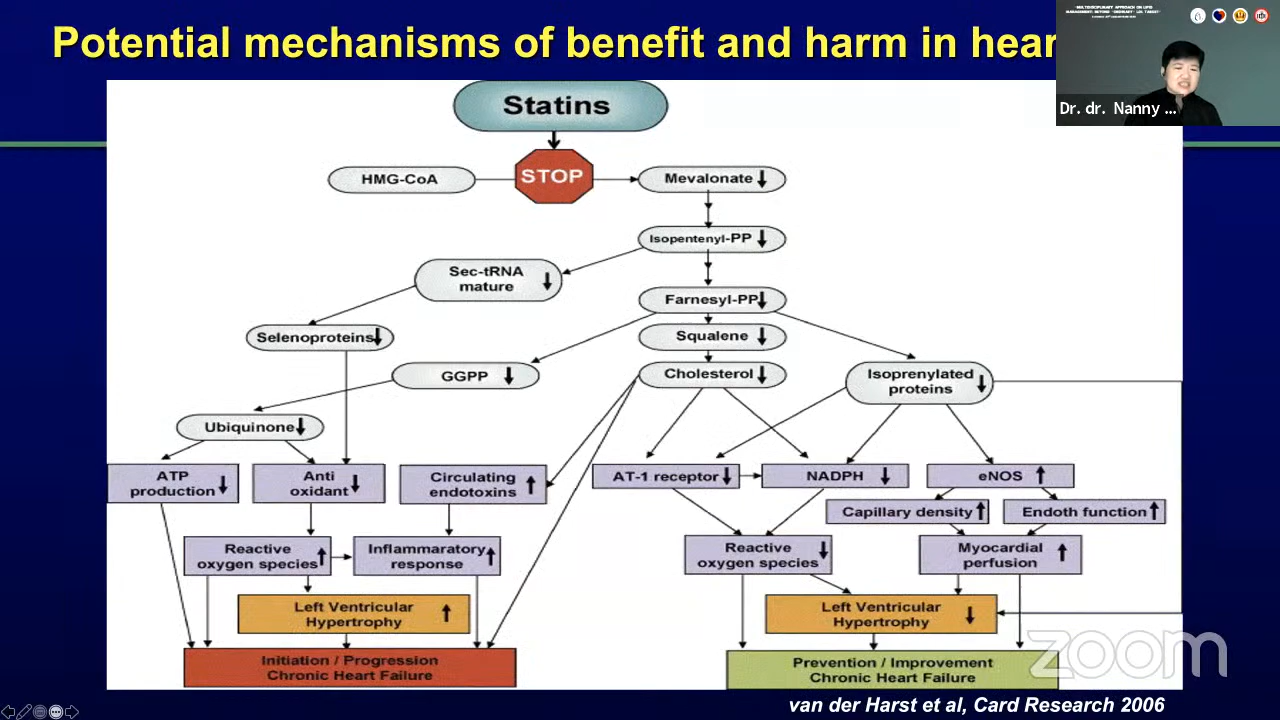 Potential mechanisms of benefit and harm in hear
MULTIDICIPLINARY APPROACH ON LIPID
Dr. dr. Nanny ...
Statins
HMG-CoA
STOP
Mevalonate
Isopentenyl-PP
Sec-tRNA
mature
Farnesyl-PP
Selenoproteins
Squalene
GGPP
Cholesterol
Isoprenylated
proteins
Ubiquinone
ATP
production
Anti
oxidant
Circulating
endotoxins
AT-1 receptor
NADPH
eNOS
Capillary density
Endoth function
Reactive
oxygen species
Inflammaratory
response
Reactive
oxygen species
Myocardial
perfusion
Left Ventricular
Hypertrophy
Left Ventricular
Hypertrophy
Initiation / Progression
Chronic Heart Failure
Prevention / Improvement
Chronic Heart Failure
zoom
van der Harst et al, Card Research 2006